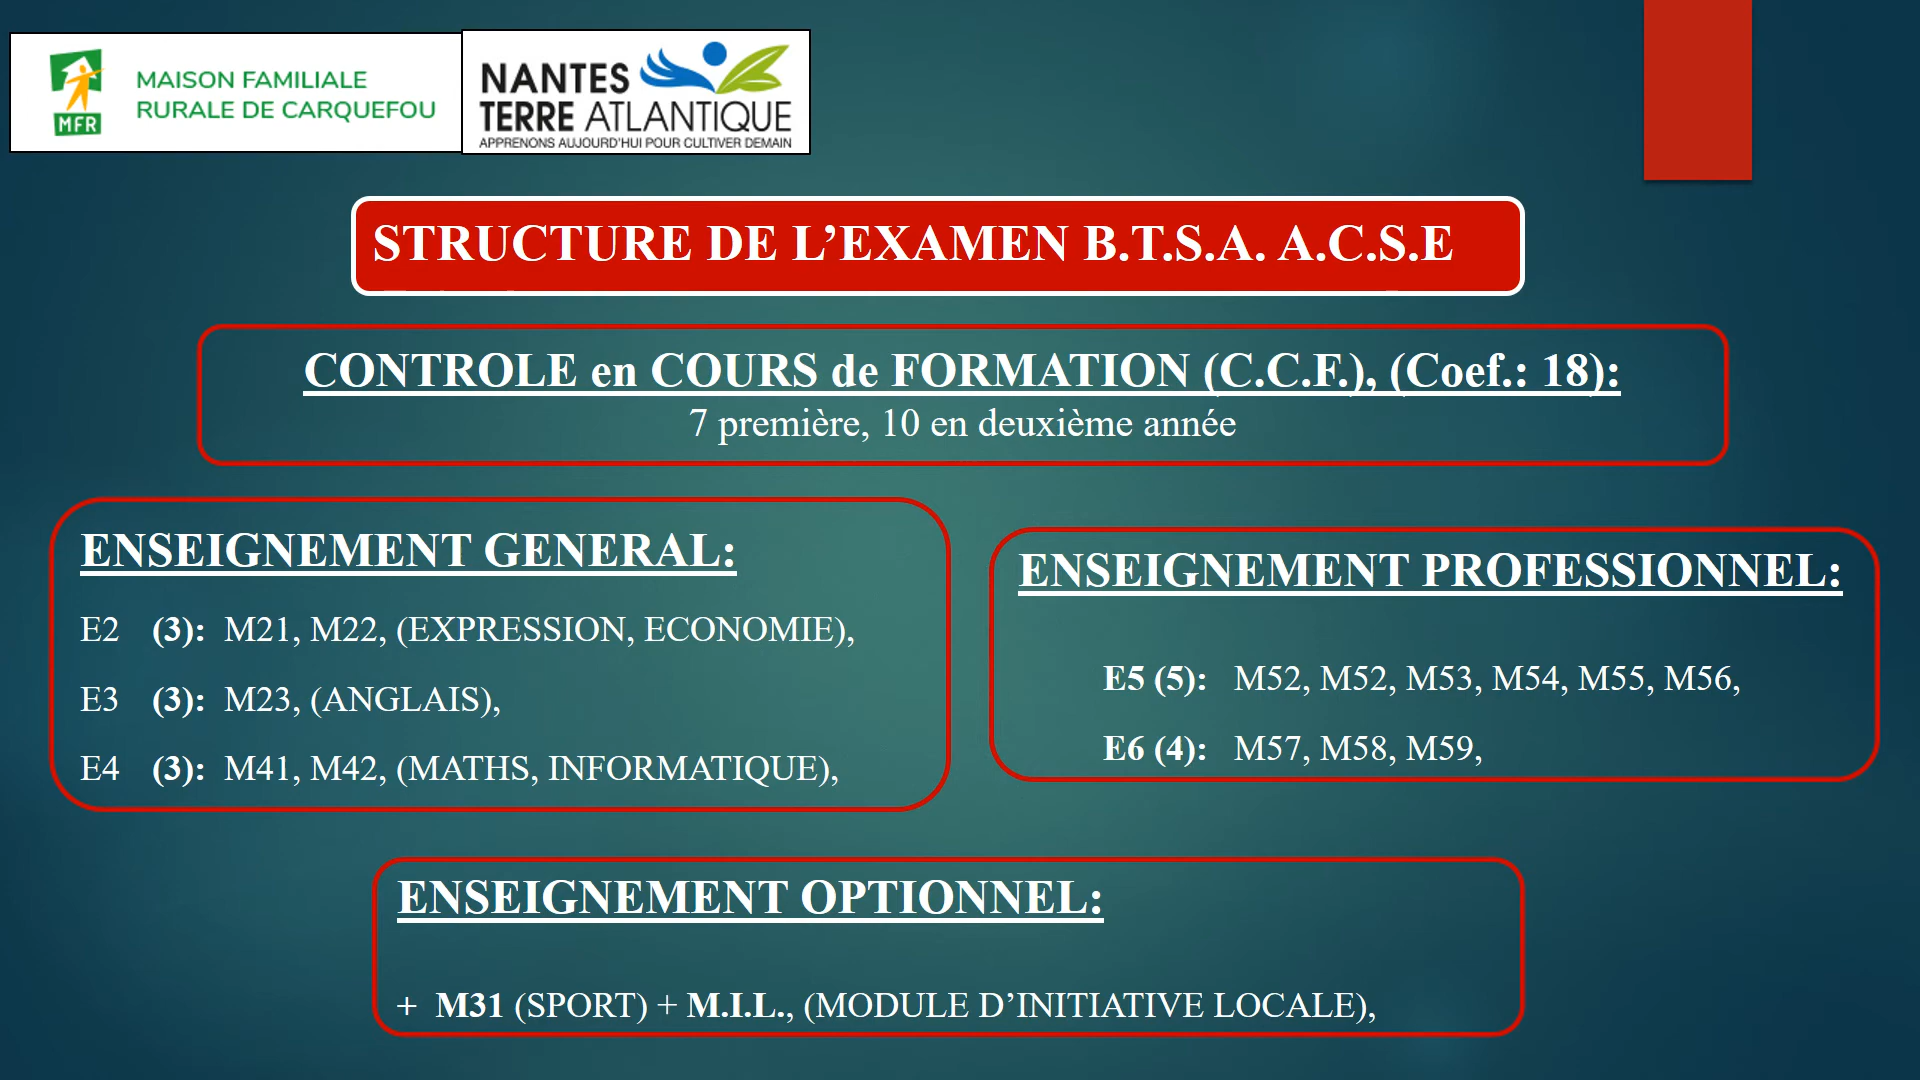 MFR
MAISON FAMILIALE
RURALE DE CARQUEFOU
NANTES
TERRE ATLANTIQUE
APPRENONS AUJOURD'HUI POUR CULTIVER DEMAIN
STRUCTURE DE L’EXAMEN B.T.S.A. A.C.S.E
CONTROLE en COURS de FORMATION (C.C.F.), (Coef.: 18):
7 première, 10 en deuxième année
ENSEIGNEMENT GENERAL:
E2 (3): M21, M22, (EXPRESSION, ECONOMIE),
E3 (3): M23, (ANGLAIS),
E4 (3): M41, M42, (MATHS, INFORMATIQUE),
ENSEIGNEMENT PROFESSIONNEL:
E5 (5): M52, M52, M53, M54, M55, M56,
E6 (4): M57, M58, M59,
ENSEIGNEMENT OPTIONNEL:
+ M31 (SPORT) + M.I.L., (MODULE D’INITIATIVE LOCALE),